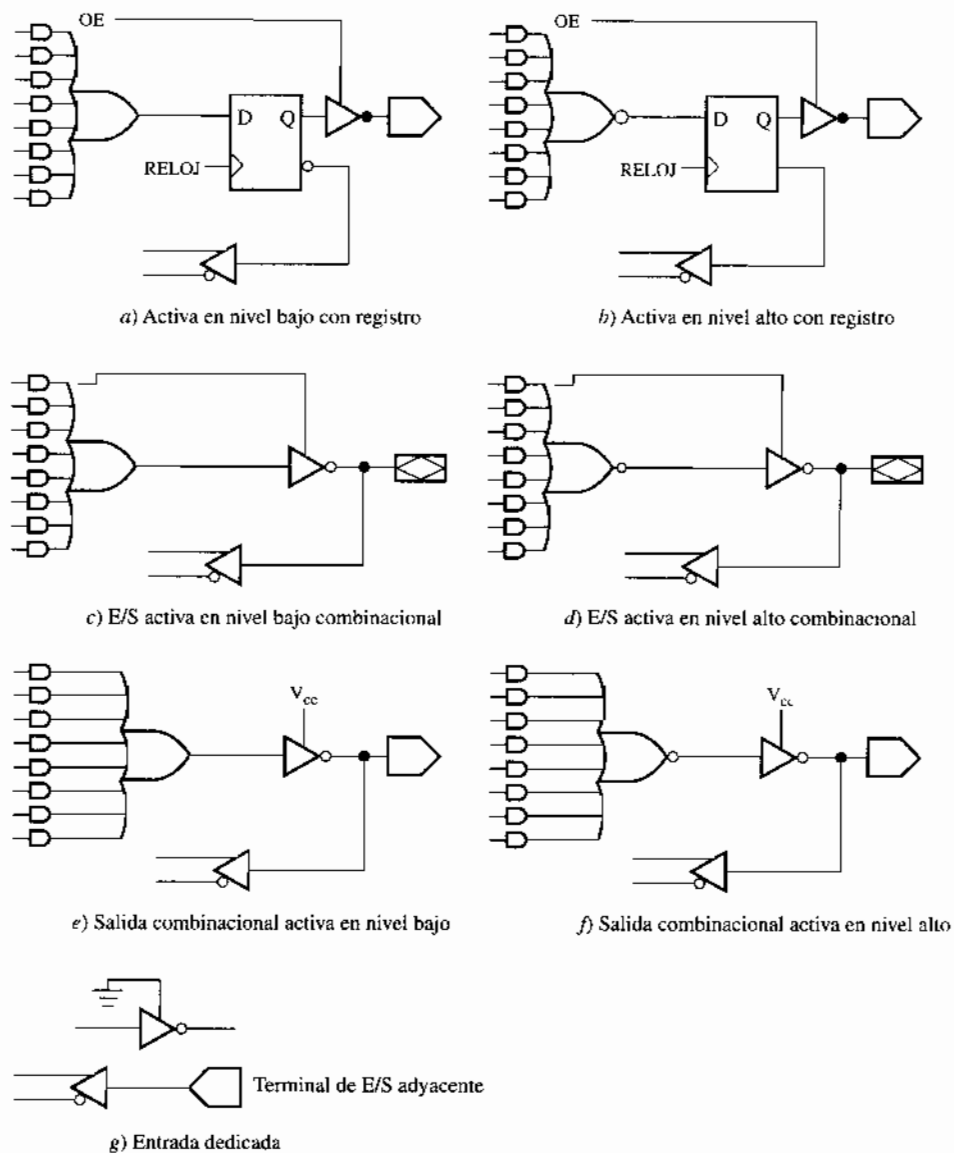 OE
D Q
RELOJ
a) Activa en nivel bajo con registro
OE
D Q
RELOJ
b) Activa en nivel alto con registro
c) E/S activa en nivel bajo combinacional
d) E/S activa en nivel alto combinacional
Vcc
e) Salida combinacional activa en nivel bajo
Vcc
f) Salida combinacional activa en nivel alto
Terminal de E/S adyacente
g) Entrada dedicada